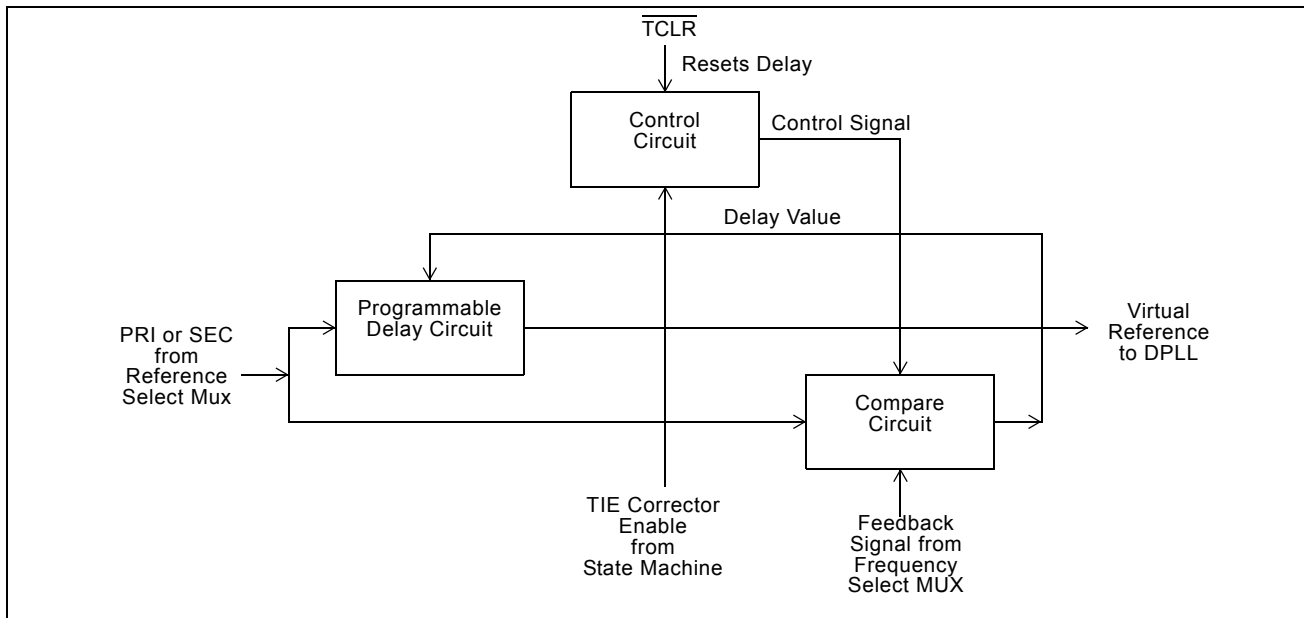 TCLR
Resets Delay
Control
Circuit
Control Signal
Delay Value
Programmable
Delay Circuit
PRI or SEC
from
Reference
Select Mux
Virtual
Reference
to DPLL
Compare
Circuit
TIE Corrector
Enable
from
State Machine
Feedback
Signal from
Frequency
Select MUX